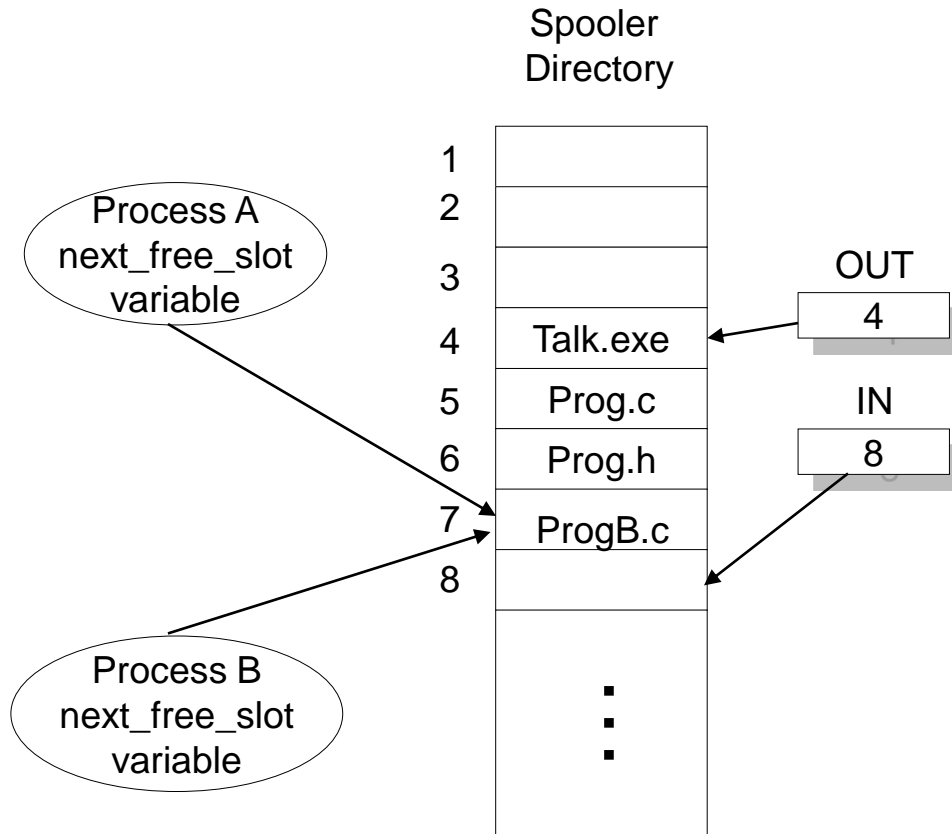 Spooler
Directory
1
2
3
4
5
6
7
8
Talk.exe
Prog.c
Prog.h
ProgB.c
Process A
next_free_slot
variable
Process B
next_free_slot
variable
OUT
4
IN
8